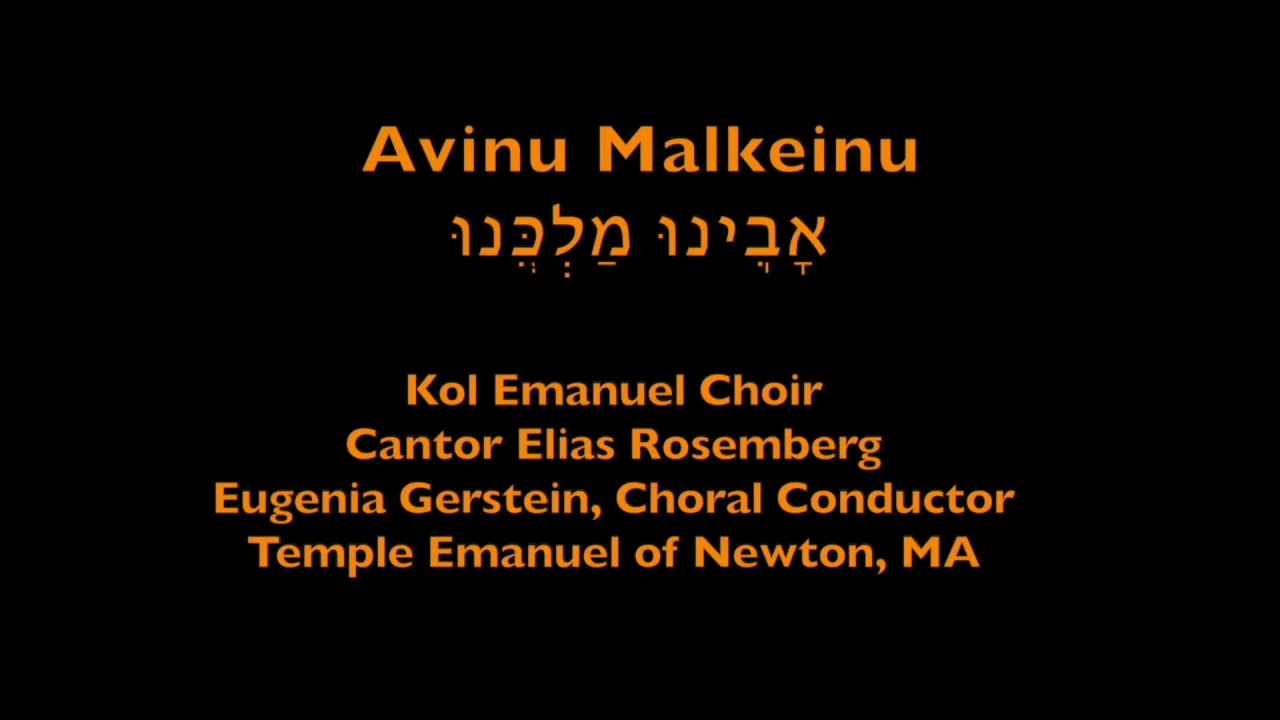 Avinu Malkeinu
אָבִֽינוּ מַלְכֵּֽנוּ
Kol Emanuel Choir
Cantor Elias Rosemberg
Eugenia Gerstein, Choral Conductor
Temple Emanuel of Newton, MA